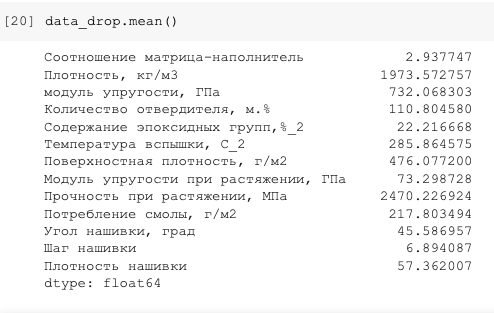 [20] data_drop.mean()
Соотношение матрица-наполнитель 2.937747
Плотность, кг/м3 1973.572757
модуль упругости, ГПа 732.068303
Количество отвердителя, м.% 110.804580
Содержание эпоксидных групп,%_2 22.216668
Температура вспышки, С_2 285.864575
Поверхностная плотность, г/м2 476.077200
Модуль упругости при растяжении, ГПа 73.298728
Прочность при растяжении, МПа 2470.226924
Потребление смолы, г/м2 217.803494
Угол нашивки, град 45.586957
Шаг нашивки 6.894087
Плотность нашивки 57.362007
dtype: float64